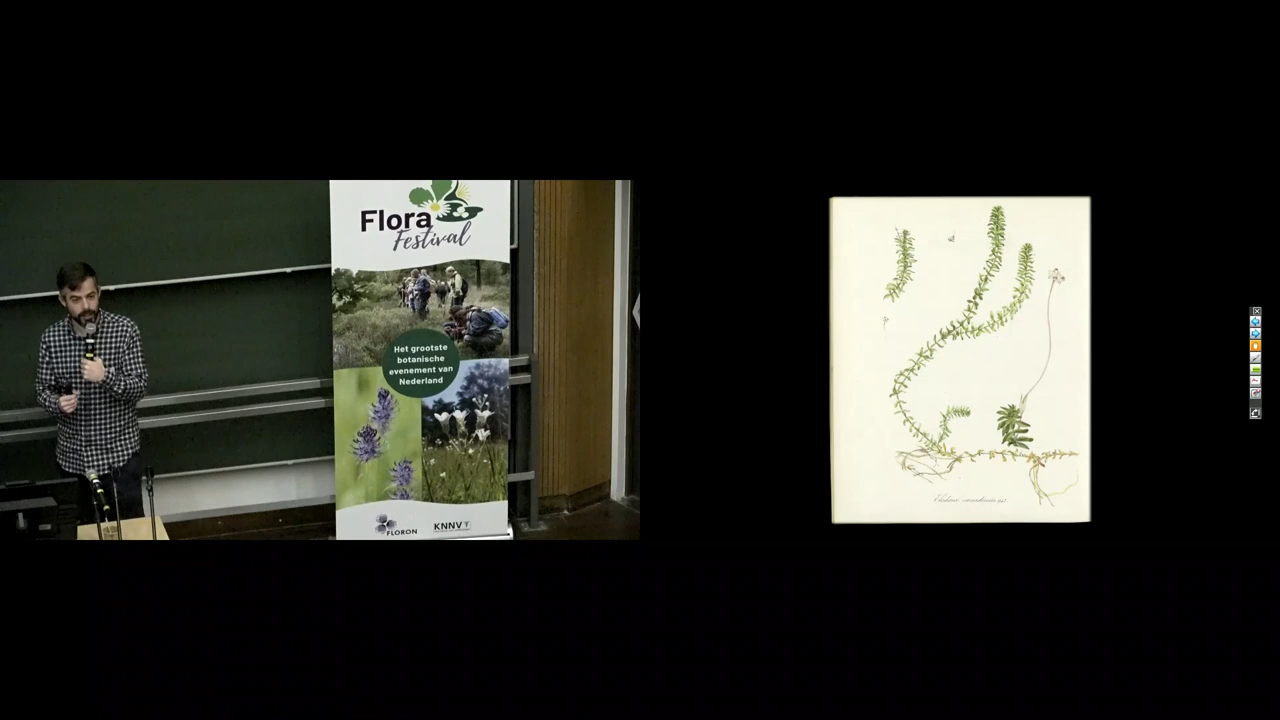 Flora
Festival
Het grootste
botanische
evenement van
Nederland
FLORON
KNNV